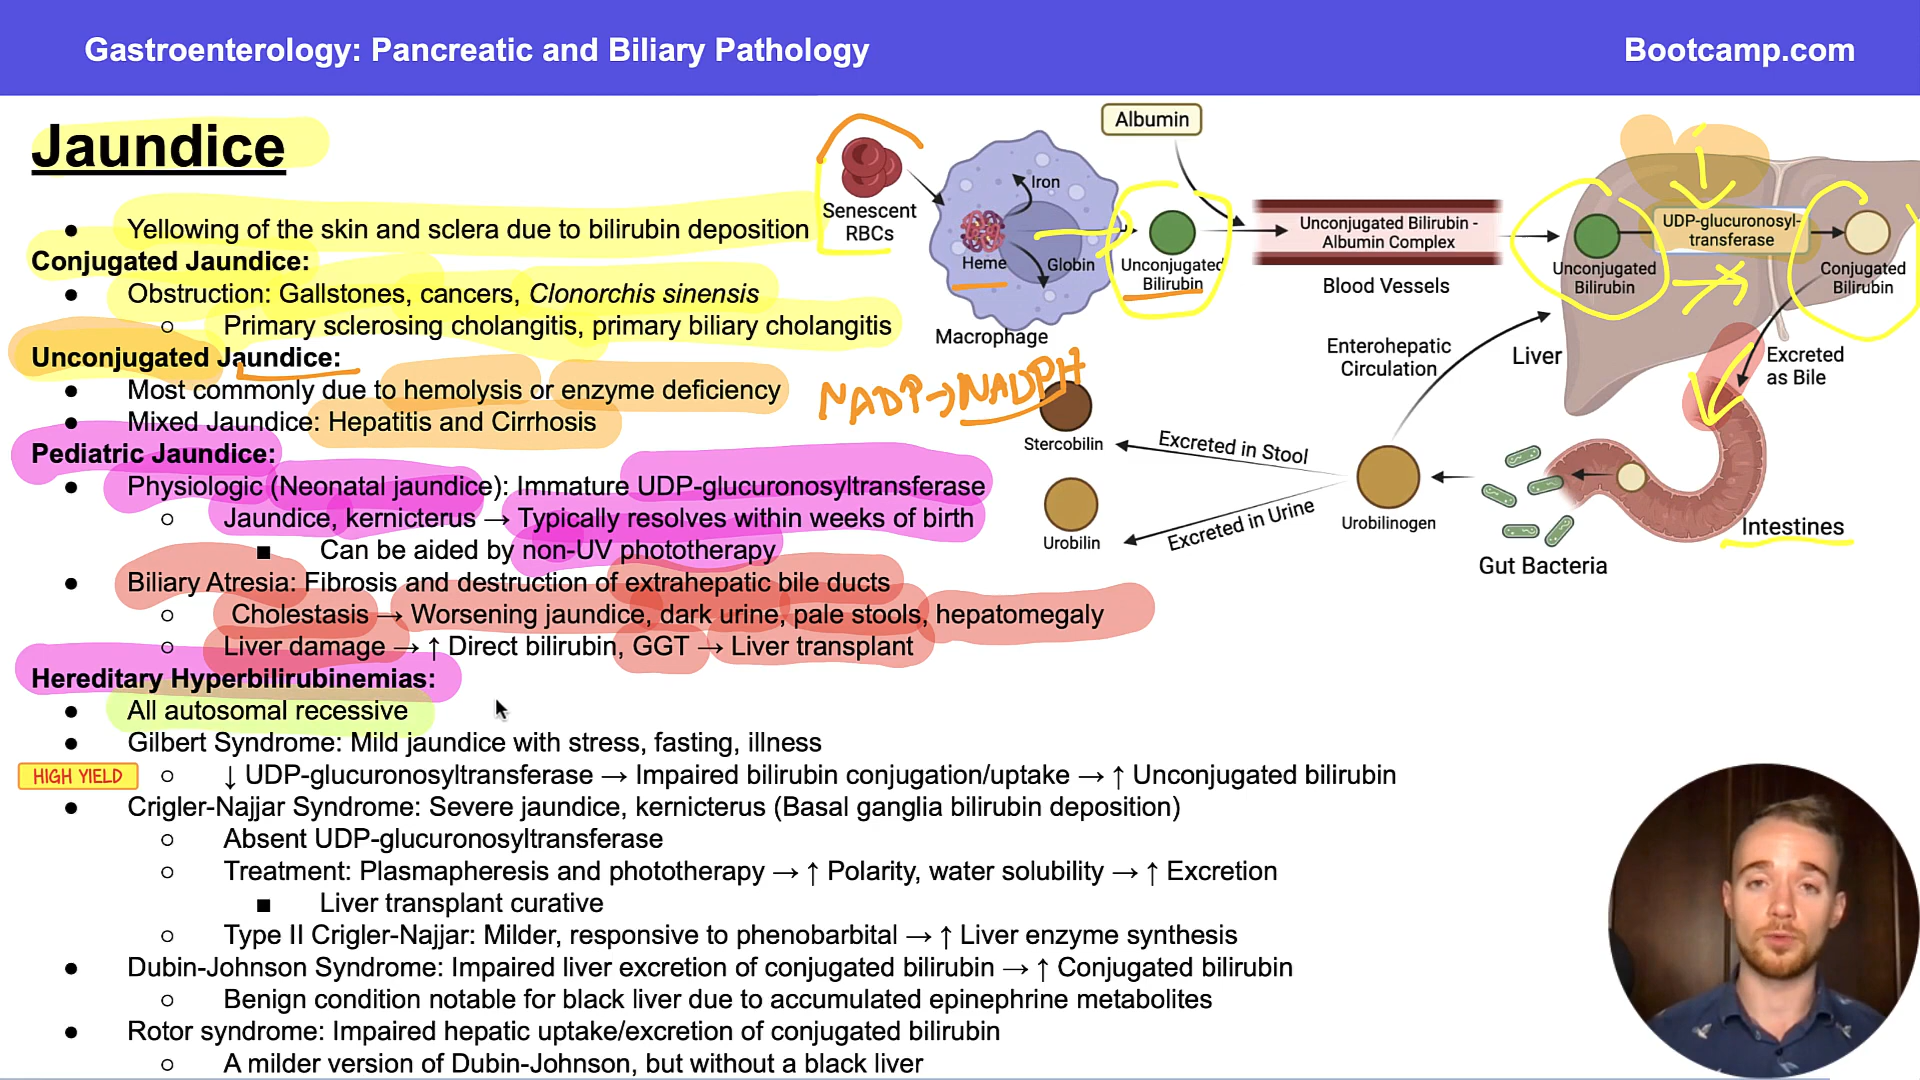 Gastroenterology: Pancreatic and Biliary Pathology
Bootcamp.com
Jaundice
● Yellowing of the skin and sclera due to bilirubin deposition
Conjugated Jaundice:
● Obstruction: Gallstones, cancers, Clonorchis sinensis
○ Primary sclerosing cholangitis, primary biliary cholangitis
Unconjugated Jaundice:
● Most commonly due to hemolysis or enzyme deficiency
● Mixed Jaundice: Hepatitis and Cirrhosis
Pediatric Jaundice:
● Physiologic (Neonatal jaundice): Immature UDP-glucuronosyltransferase
○ Jaundice, kernicterus → Typically resolves within weeks of birth
■ Can be aided by non-UV phototherapy
● Biliary Atresia: Fibrosis and destruction of extrahepatic bile ducts
○ Cholestasis → Worsening jaundice, dark urine, pale stools, hepatomegaly
○ Liver damage → ↑ Direct bilirubin, GGT → Liver transplant
Hereditary Hyperbilirubinemias:
● All autosomal recessive
● Gilbert Syndrome: Mild jaundice with stress, fasting, illness
HIGH YIELD
○ ↓ UDP-glucuronosyltransferase → Impaired bilirubin conjugation/uptake → ↑ Unconjugated bilirubin
● Crigler-Najjar Syndrome: Severe jaundice, kernicterus (Basal ganglia bilirubin deposition)
○ Absent UDP-glucuronosyltransferase
○ Treatment: Plasmapheresis and phototherapy → ↑ Polarity, water solubility → ↑ Excretion
■ Liver transplant curative
○ Type II Crigler-Najjar: Milder, responsive to phenobarbital → ↑ Liver enzyme synthesis
● Dubin-Johnson Syndrome: Impaired liver excretion of conjugated bilirubin → ↑ Conjugated bilirubin
○ Benign condition notable for black liver due to accumulated epinephrine metabolites
● Rotor syndrome: Impaired hepatic uptake/excretion of conjugated bilirubin
○ A milder version of Dubin-Johnson, but without a black liver
Senescent
RBCs
Iron
Heme
Globin
Macrophage
Albumin
Unconjugated
Bilirubin
Unconjugated Bilirubin -
Albumin Complex
Blood Vessels
Unconjugated
Bilirubin
UDP-glucuronosyl-
transferase
Conjugated
Bilirubin
Liver
Excreted
as Bile
Enterohepatic
Circulation
NADP→NADPH
Stercobilin
Excreted in Stool
Urobilin
Excreted in Urine
Urobilinogen
Gut Bacteria
Intestines